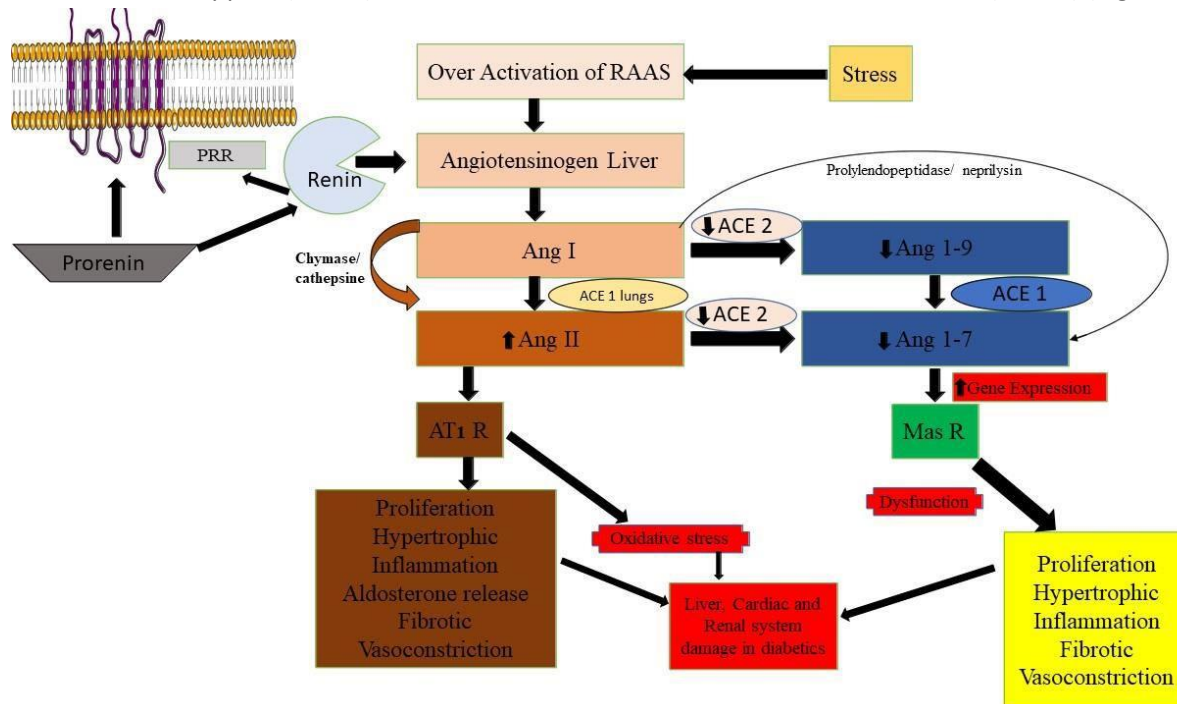 Over Activation of RAAS
Stress
PRR
Renin
Angiotensinogen Liver
Prolylendopeptidase/ neprilysin
Prorenin
Chymase/
cathepsine
Ang I
ACE 2
Ang 1-9
ACE 1 lungs
ACE 1
Ang II
ACE 2
Ang 1-7
Gene Expression
AT1 R
Mas R
Dysfunction
Proliferation
Hypertrophic
Inflammation
Aldosterone release
Fibrotic
Vasoconstriction
Oxidative stress
Liver, Cardiac and
Renal system
damage in diabetics
Proliferation
Hypertrophic
Inflammation
Fibrotic
Vasoconstriction